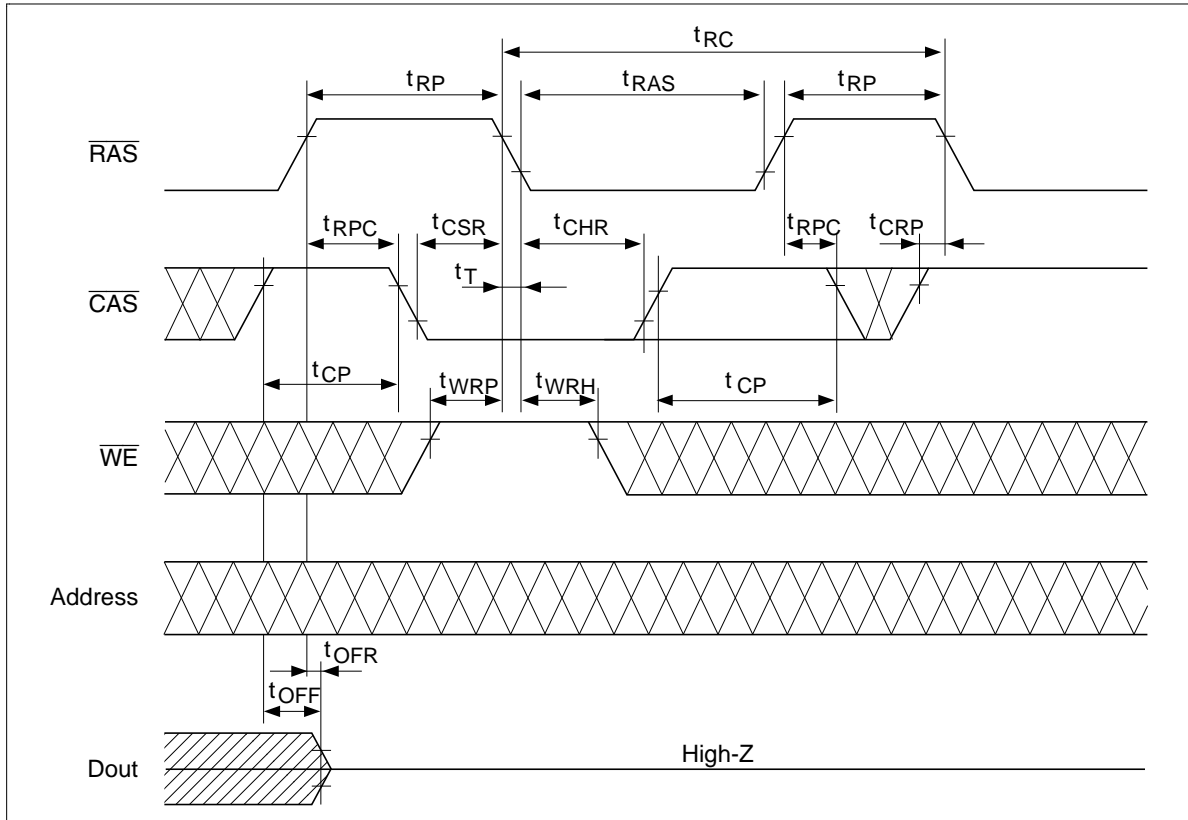 tRC
tRP
tRAS
tRP
RAS
tRPC
tCSR
tCHR
tRPC
tCRP
tT
CAS
tCP
tWRP
tWRH
tCP
WE
Address
tOFR
tOFF
High-Z
Dout